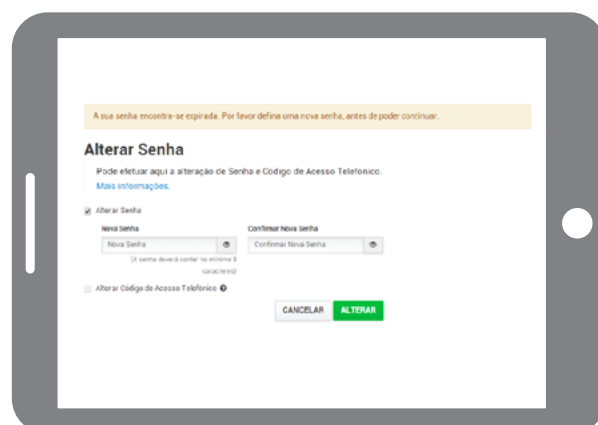 A sua senha encontra-se expirada. Por favor defina uma nova senha, antes de poder continuar.
Alterar Senha
Pode efetuar aqui a alteração de Senha e Código de Acesso Telefónico.
Mais informações.
Alterar Senha
Nova Senha Confirmar Nova Senha
Nova Senha Confirmar Nova Senha
(A senha deverá conter no mínimo 8
caracteres)
Alterar Código de Acesso Telefónico
CANCELAR ALTERAR